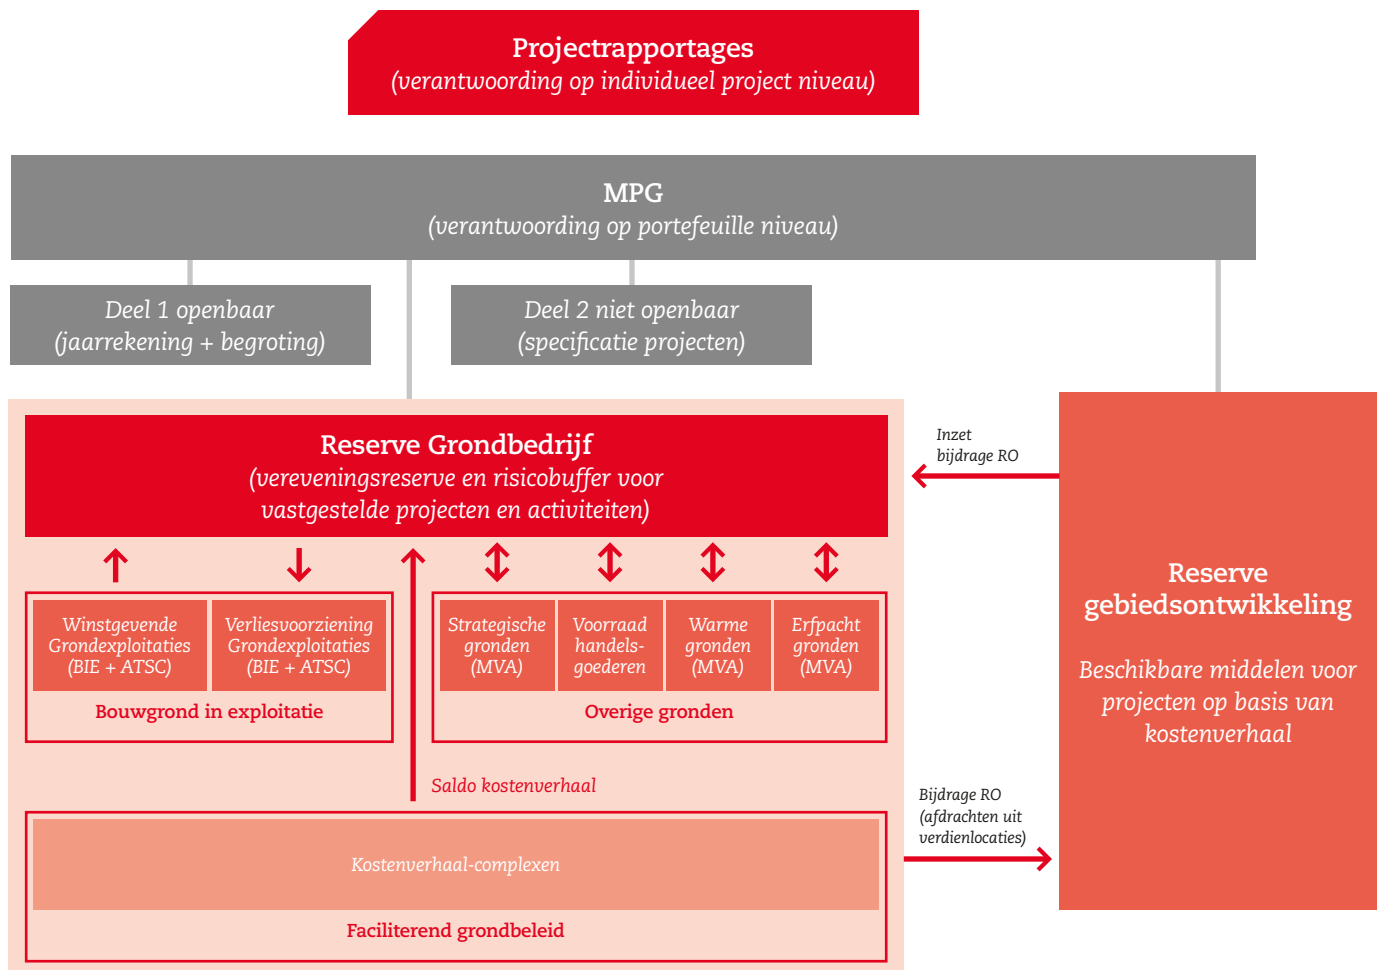 Projectrapportages
(verantwoording op individueel project niveau)
MPG
(verantwoording op portefeuille niveau)
Deel 1 openbaar
(jaarrekening + begroting)
Deel 2 niet openbaar
(specificatie projecten)
Reserve Grondbedrijf
(vereveningsreserve en risicobuffer voor
vastgestelde projecten en activiteiten)
Inzet
bijdrage RO
Winstgevende
Grondexploitaties
(BIE + ATSC)
Verliesvoorziening
Grondexploitaties
(BIE + ATSC)
Bouwgrond in exploitatie
Strategische
gronden
(MVA)
Voorraad
handels-
goederen
Warme
gronden
(MVA)
Erfpacht
gronden
(MVA)
Overige gronden
Reserve
gebiedsontwikkeling
Beschikbare middelen voor
projecten op basis van
kostenverhaal
Saldo kostenverhaal
Bijdrage RO
(afdrachten uit
verdienlocaties)
Kostenverhaal-complexen
Faciliterend grondbeleid